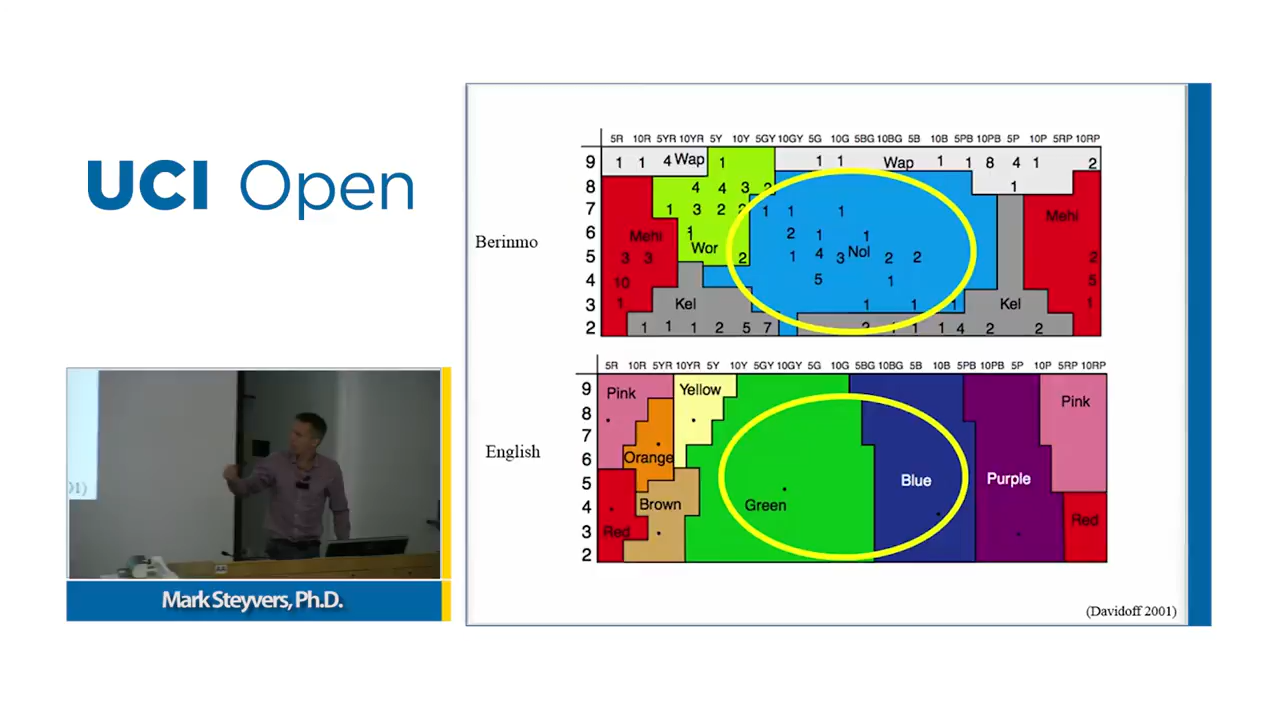 UCI Open
5R 10R 5YR 10YR 5Y 10Y 5GY 10GY 5G 10G 5BG 10BG 5B 10B 5PB 10PB 5P 10P 5RP 10RP
9 1 1 4 Wap 1 1 1 Wap 1 1 8 4 1 2
8 4 4 3 2 1
7 1 3 2 2 1 1 1 Mehi
6 Mehi 1 2 1 1
Berinmo
Wor
5 3 3 2 1 4 3 Nol 2 2 2
4 10 5 1 5
3 1 Kel 1 1 1 Kel 1
2 1 1 1 2 5 7 2 1 1 1 4 2 2
5R 10R 5YR 10YR 5Y 10Y 5GY 10GY 5G 10G 5BG 10BG 5B 10B 5PB 10PB 5P 10P 5RP 10RP
9 Pink Yellow Pink
8
7
English
6 Orange
5 Blue Purple
4 Brown Green
3 Red Red
2
(Davidoff 2001)
01)
Mark Steyvers, Ph.D.